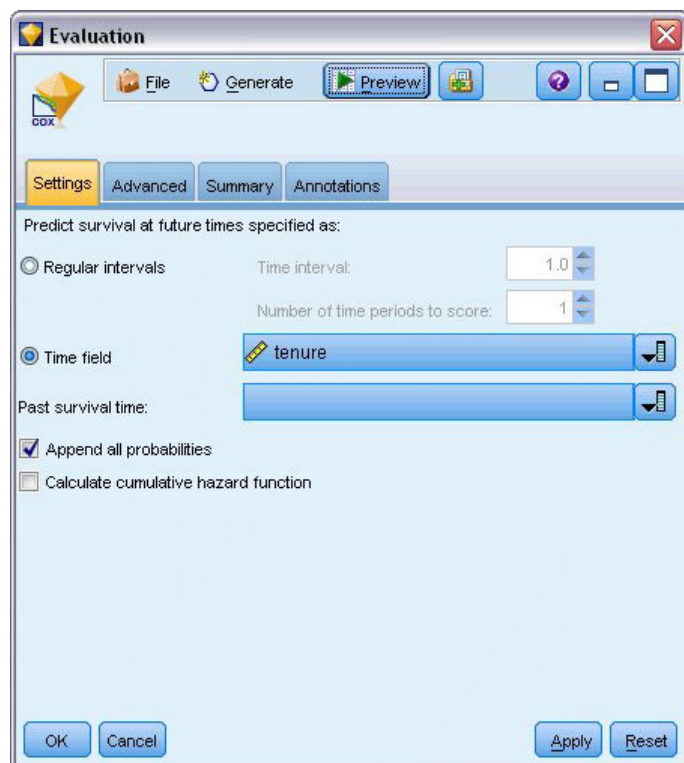 Evaluation
COX
File Generate Preview
Settings Advanced Summary Annotations
Predict survival at future times specified as:
Regular intervals Time interval: 1.0
Number of time periods to score: 1
Time field tenure
Past survival time:
Append all probabilities
Calculate cumulative hazard function
OK Cancel Apply Reset